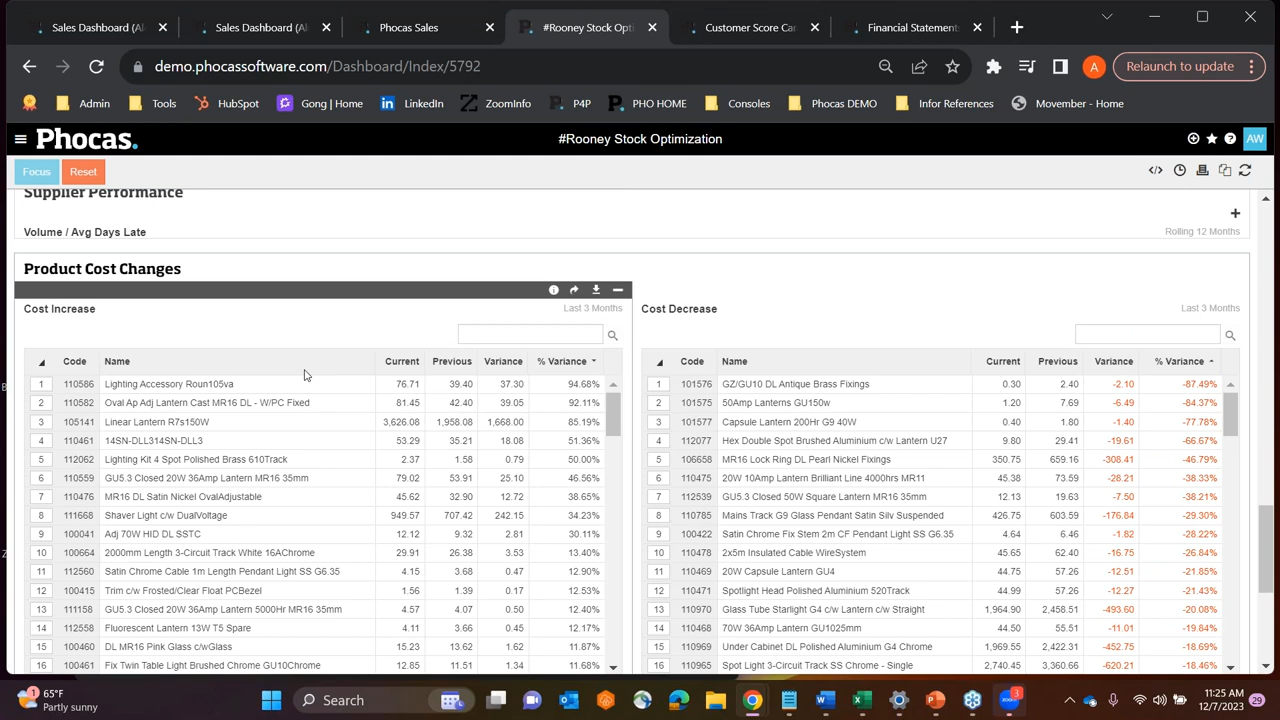 Sales Dashboard (Al
Sales Dashboard (Al
Phocas Sales
#Rooney Stock Opti
Customer Score Car
Financial Statement
demo.phocassoftware.com/Dashboard/Index/5792
A
Relaunch to update
Admin
Tools
HubSpot
Gong | Home
LinkedIn
ZoomInfo
P4P
PHO HOME
Consoles
Phocas DEMO
Infor References
Movember - Home
Phocas.
#Rooney Stock Optimization
AW
Focus
Reset
Supplier Performance
Volume / Avg Days Late
Rolling 12 Months
Product Cost Changes
Cost Increase
Last 3 Months
Code Name Current Previous Variance % Variance
1 110586 Lighting Accessory Roun105va 76.71 39.40 37.30 94.68%
2 110582 Oval Ap Adj Lantern Cast MR16 DL - W/PC Fixed 81.45 42.40 39.05 92.11%
3 105141 Linear Lantern R7s150W 3,626.08 1,958.08 1,668.00 85.19%
4 110461 14SN-DLL314SN-DLL3 53.29 35.21 18.08 51.36%
5 112062 Lighting Kit 4 Spot Polished Brass 610Track 2.37 1.58 0.79 50.00%
6 110559 GU5.3 Closed 20W 36Amp Lantern MR16 35mm 79.02 53.91 25.10 46.56%
7 110476 MR16 DL Satin Nickel OvalAdjustable 45.62 32.90 12.72 38.65%
8 111668 Shaver Light c/w DualVoltage 949.57 707.42 242.15 34.23%
9 100041 Adj 70W HID DL SSTC 12.12 9.32 2.81 30.11%
10 100664 2000mm Length 3-Circuit Track White 16AChrome 29.91 26.38 3.53 13.40%
11 112560 Satin Chrome Cable 1m Length Pendant Light SS G6.35 4.15 3.68 0.47 12.90%
12 100415 Trim c/w Frosted/Clear Float PCBezel 1.56 1.39 0.17 12.53%
13 111158 GU5.3 Closed 20W 36Amp Lantern 5000Hr MR16 35mm 4.57 4.07 0.50 12.40%
14 112558 Fluorescent Lantern 13W T5 Spare 4.11 3.66 0.45 12.17%
15 100460 DL MR16 Pink Glass c/wGlass 15.23 13.62 1.61 11.87%
16 100461 Fix Twin Table Light Brushed Chrome GU10Chrome 12.85 11.51 1.34 11.68%
Cost Decrease
Last 3 Months
Code Name Current Previous Variance % Variance
1 101576 GZ/GU10 DL Antique Brass Fixings 0.30 2.40 -2.10 -87.49%
2 101575 50Amp Lanterns GU150w 1.20 7.69 -6.49 -84.37%
3 101577 Capsule Lantern 200Hr G9 40W 0.40 1.80 -1.40 -77.78%
4 112077 Hex Double Spot Brushed Aluminium c/w Lantern U27 9.80 29.41 -19.61 -66.67%
5 106658 MR16 Lock Ring DL Pearl Nickel Fixings 350.75 659.16 -308.41 -46.79%
6 110475 20W 10Amp Lantern Brilliant Line 4000hrs MR11 45.38 73.59 -28.21 -38.33%
7 112539 GU5.3 Closed 50W Square Lantern MR16 35mm 12.13 19.63 -7.50 -38.21%
8 110785 Mains Track G9 Glass Pendant Satin Silv Suspended 426.75 603.59 -176.84 -29.30%
9 100422 Satin Chrome Fix Stem 2m CF Pendant Light SS G6.35 4.64 6.46 -1.82 -28.22%
10 110478 2x5m Insulated Cable WireSystem 45.65 62.40 -16.75 -26.84%
11 110469 20W Capsule Lantern GU4 44.75 57.26 -12.51 -21.85%
12 110471 Spotlight Head Polished Aluminium 520Track 44.99 57.26 -12.27 -21.43%
13 110970 Glass Tube Starlight G4 c/w Lantern c/w Straight 1,964.90 2,458.51 -493.60 -20.08%
14 110468 70W 36Amp Lantern GU1025mm 44.50 55.51 -11.01 -19.84%
15 110969 Under Cabinet DL Polished Aluminium G4 Chrome 1,969.55 2,422.31 -452.75 -18.69%
16 110965 Spot Light 3-Circuit Track SS Chrome - Single 2,740.45 3,360.66 -620.21 -18.46%
65°F
Partly sunny
Search
3
11:25 AM
12/7/2023
29